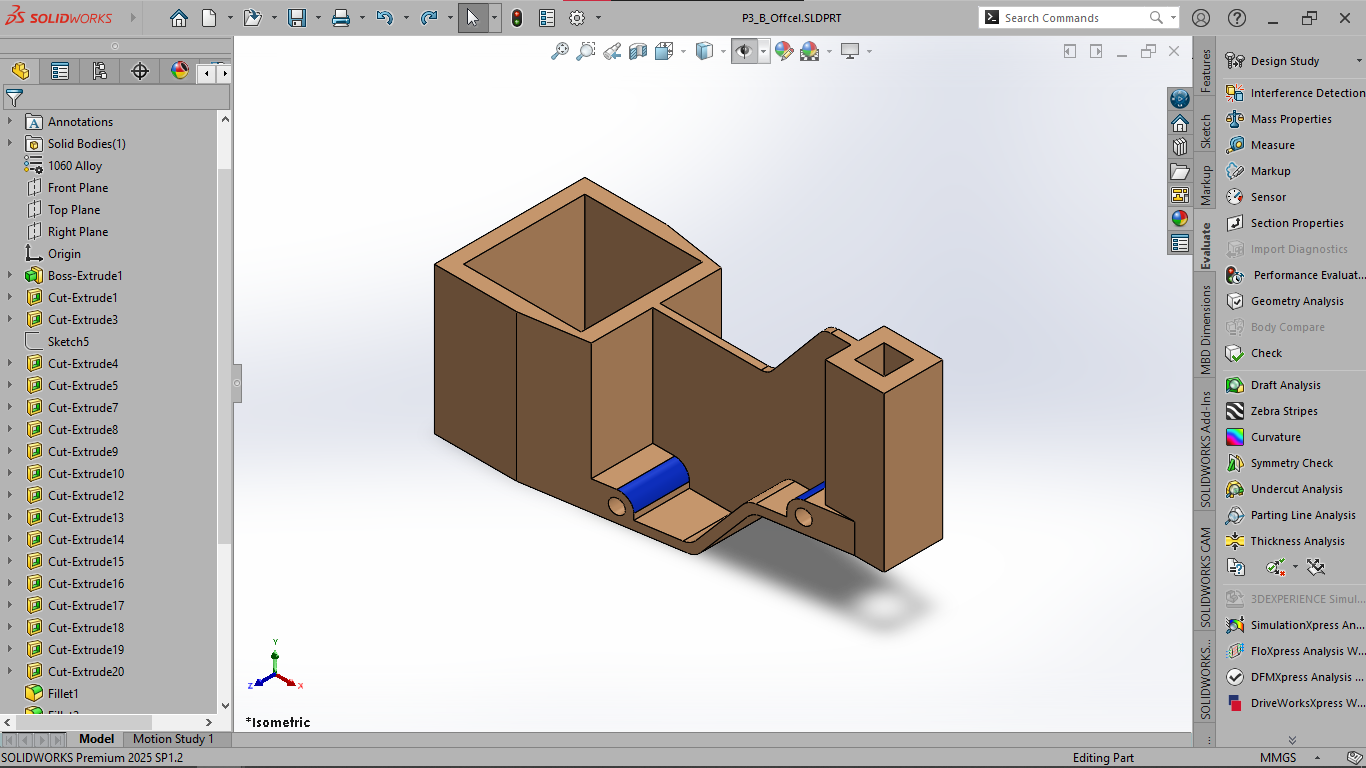 SOLIDWORKS
P3_B_Offcel.SLDPRT
Search Commands
Annotations
Solid Bodies(1)
1060 Alloy
Front Plane
Top Plane
Right Plane
Origin
Boss-Extrude1
Cut-Extrude1
Cut-Extrude3
Sketch5
Cut-Extrude4
Cut-Extrude5
Cut-Extrude7
Cut-Extrude8
Cut-Extrude9
Cut-Extrude10
Cut-Extrude12
Cut-Extrude13
Cut-Extrude14
Cut-Extrude15
Cut-Extrude16
Cut-Extrude17
Cut-Extrude18
Cut-Extrude19
Cut-Extrude20
Fillet1
Y
Z
X
*Isometric
Features
Sketch
Markup
Evaluate
MBD Dimensions
SOLIDWORKS Add-Ins
SOLIDWORKS CAM
SOLIDWORKS...
Design Study
Interference Detection
Mass Properties
Measure
Markup
Sensor
Section Properties
Import Diagnostics
Performance Evaluat...
Geometry Analysis
Body Compare
Check
Draft Analysis
Zebra Stripes
Curvature
Symmetry Check
Undercut Analysis
Parting Line Analysis
Thickness Analysis
3DEXPERIENCE Simul...
SimulationXpress An...
FloXpress Analysis W...
DFMXpress Analysis ...
DriveWorksXpress W...
Model
Motion Study 1
SOLIDWORKS Premium 2025 SP1.2
Editing Part
MMGS